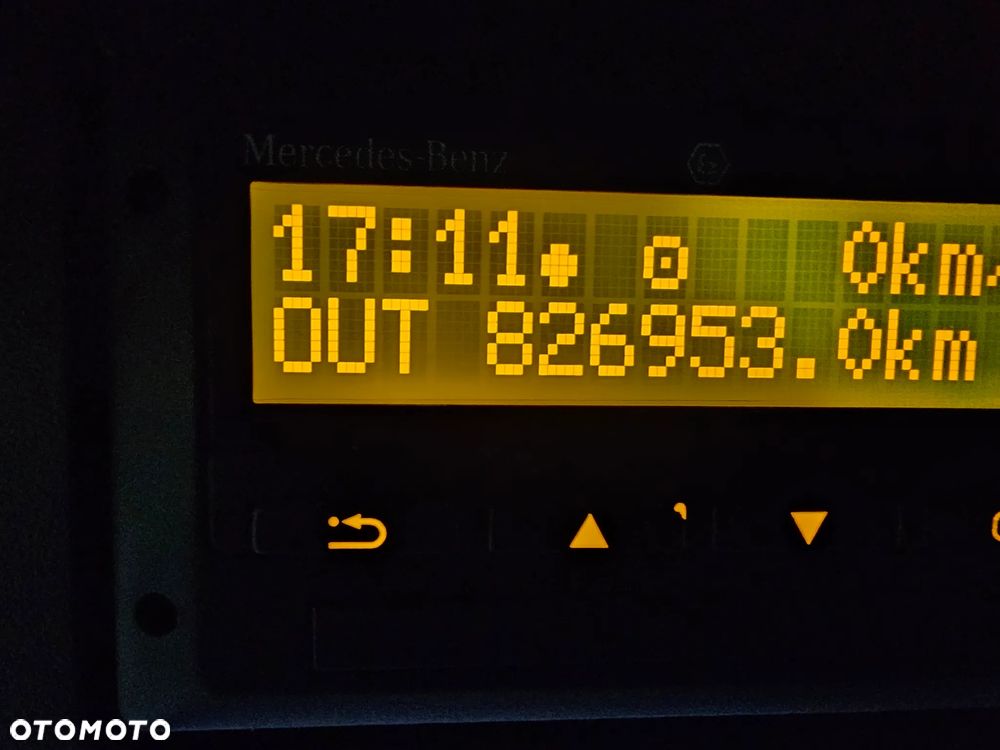 Mercedes-Benz
17:11● ⊡ 0km/
OUT 826953.0km
OTOMOTO